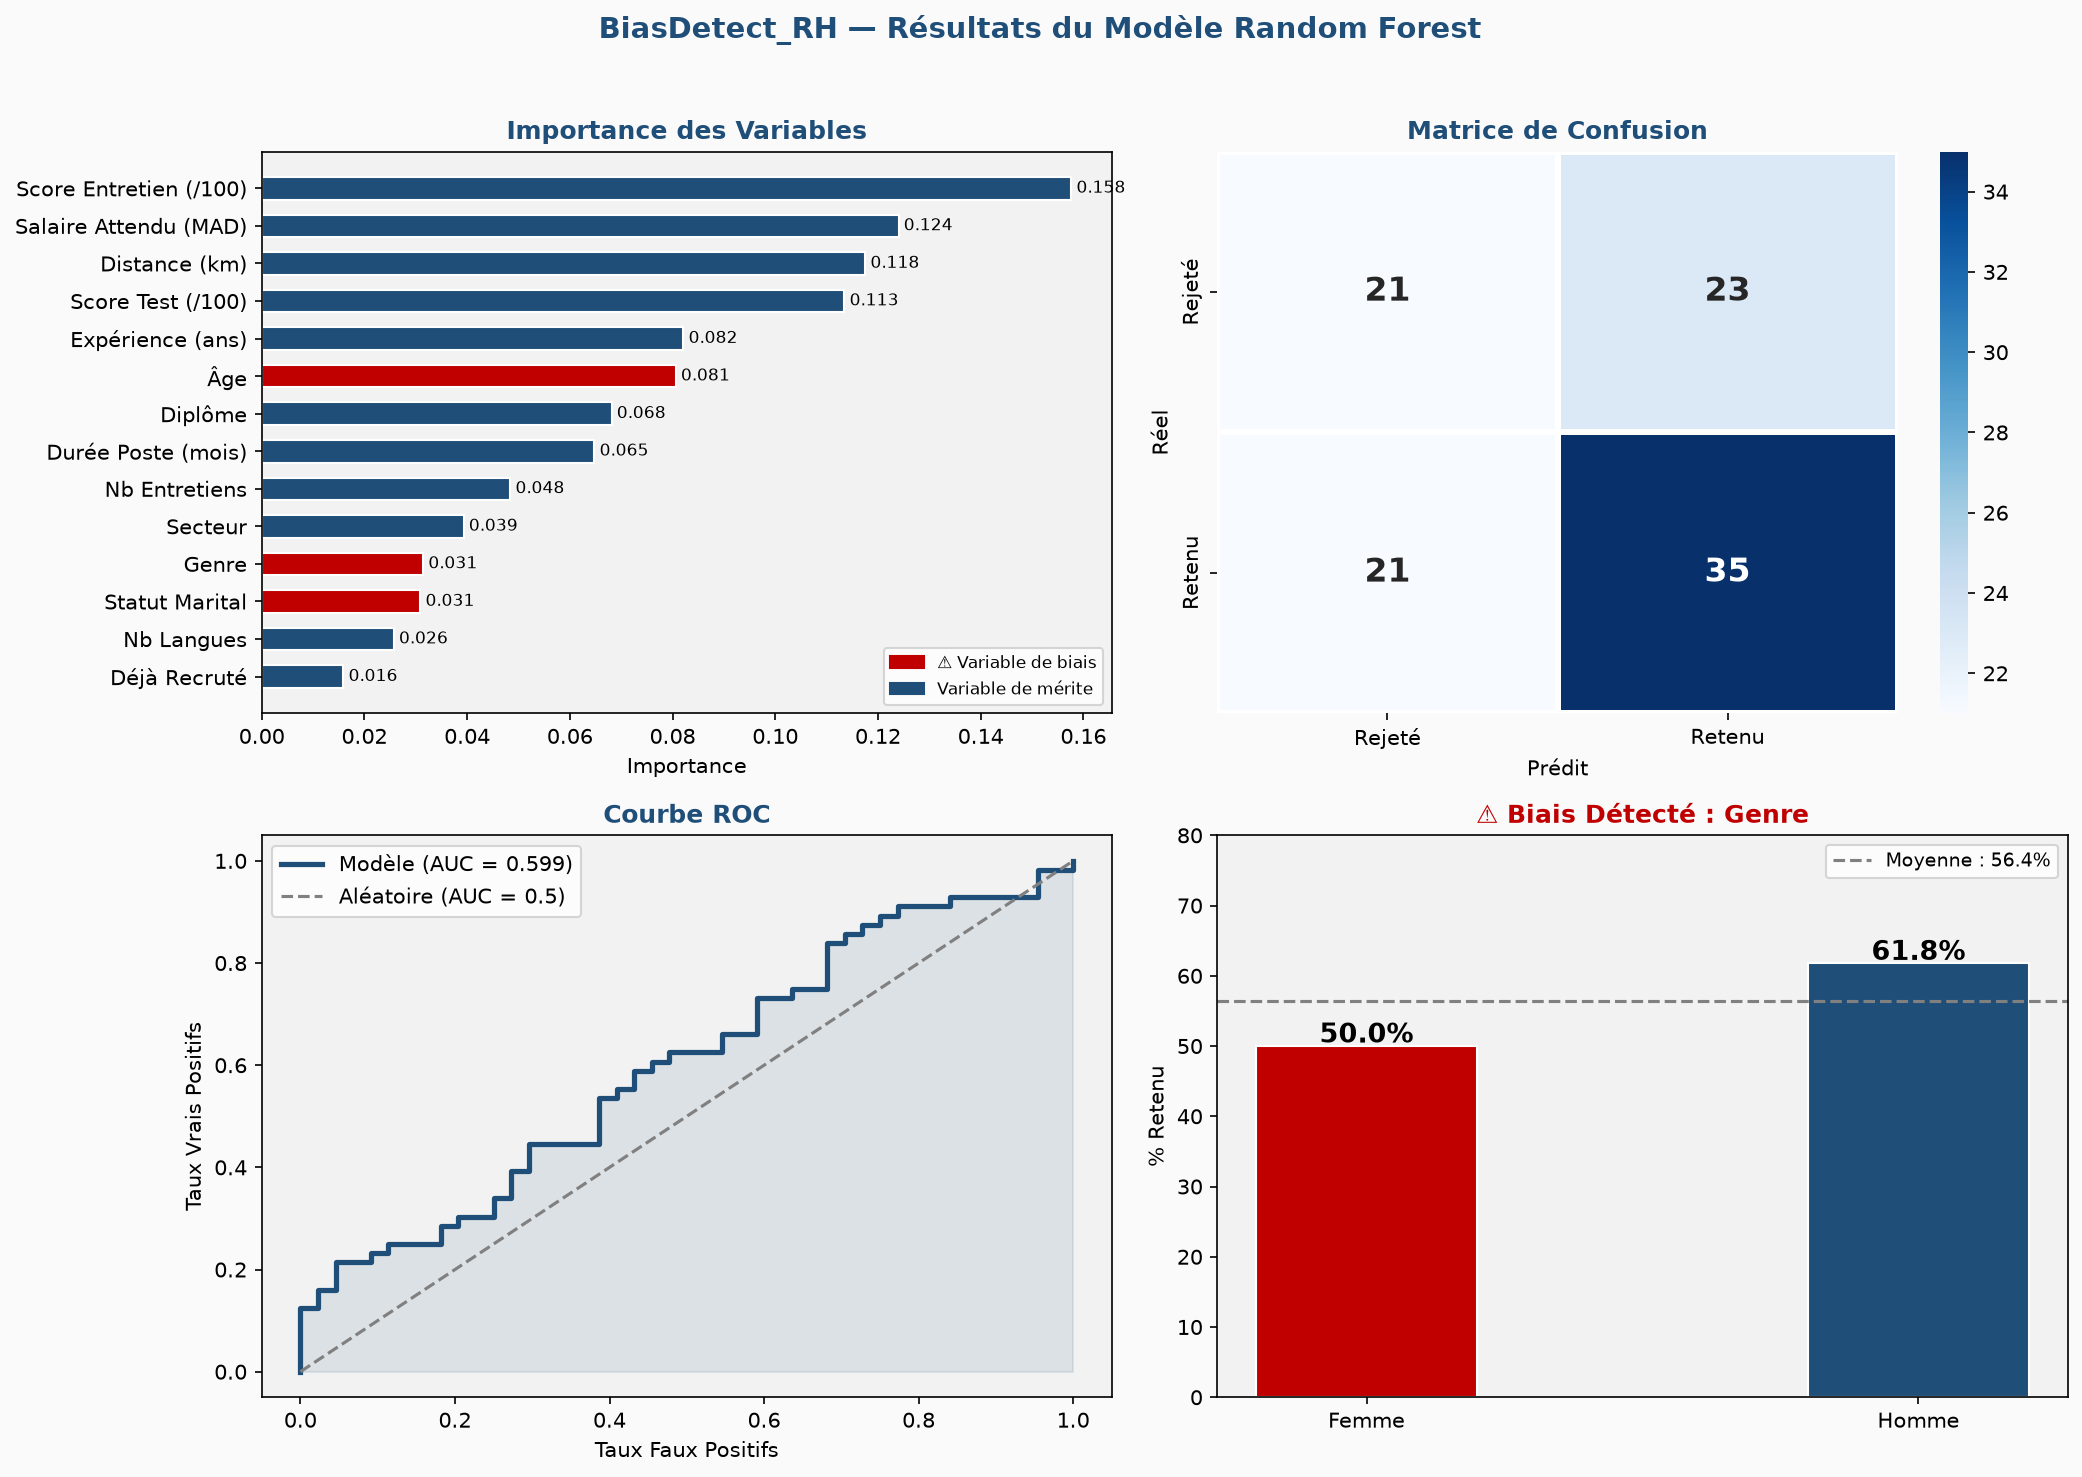 BiasDetect_RH — Résultats du Modèle Random Forest
Importance des Variables
Score Entretien (/100) 0.158
Salaire Attendu (MAD) 0.124
Distance (km) 0.118
Score Test (/100) 0.113
Expérience (ans) 0.082
Âge 0.081
Diplôme 0.068
Durée Poste (mois) 0.065
Nb Entretiens 0.048
Secteur 0.039
Genre 0.031
Statut Marital 0.031
Nb Langues 0.026
Déjà Recruté 0.016
⚠ Variable de biais
Variable de mérite
0.00 0.02 0.04 0.06 0.08 0.10 0.12 0.14 0.16
Importance
Matrice de Confusion
Réel
Rejeté 21 23
Retenu 21 35
Rejeté Retenu
Prédit
34
32
30
28
26
24
22
Courbe ROC
Modèle (AUC = 0.599)
Aléatoire (AUC = 0.5)
Taux Vrais Positifs
1.0
0.8
0.6
0.4
0.2
0.0
0.0 0.2 0.4 0.6 0.8 1.0
Taux Faux Positifs
⚠ Biais Détecté : Genre
Moyenne : 56.4%
% Retenu
80
70
60
50
40
30
20
10
0
50.0%
61.8%
Femme Homme